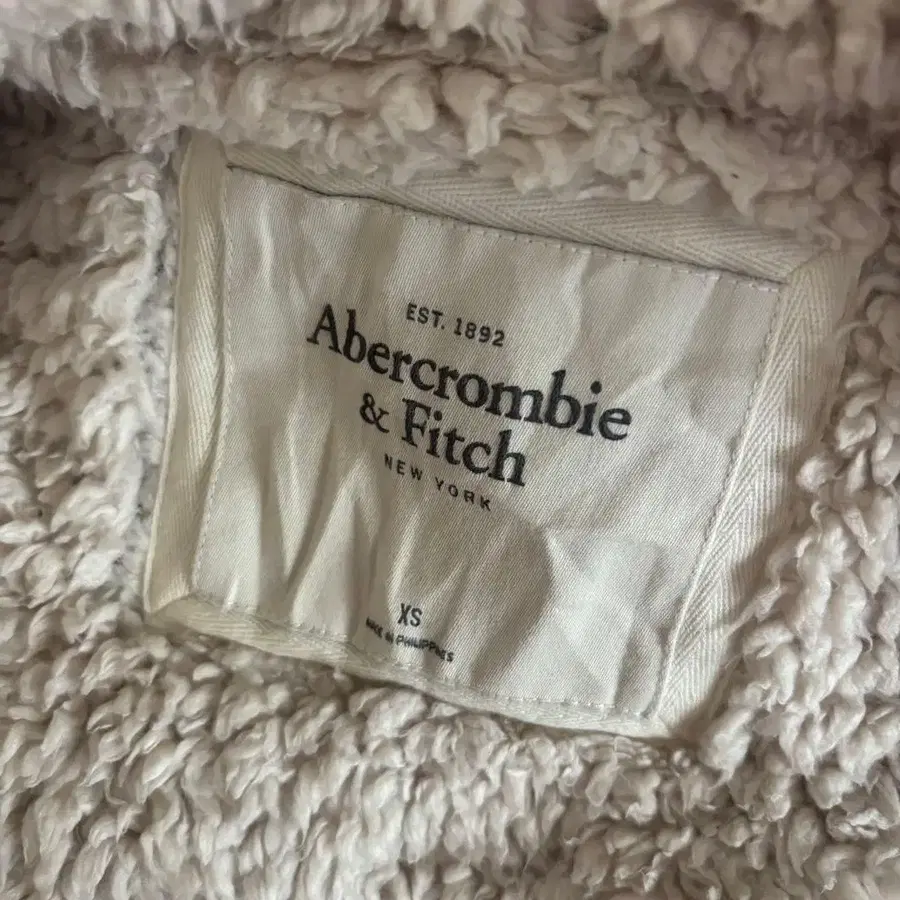 EST. 1892
Abercrombie
& Fitch
NEW YORK
XS
MADE IN PHILIPPINES